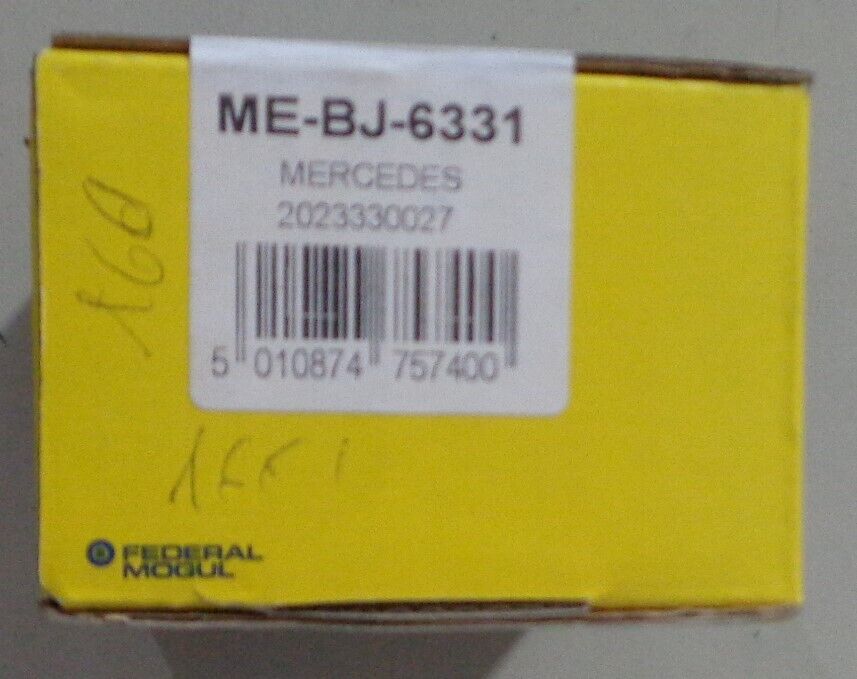 ME-BJ-6331
MERCEDES
2023330027
5 010874 757400
FEDERAL
MOGUL